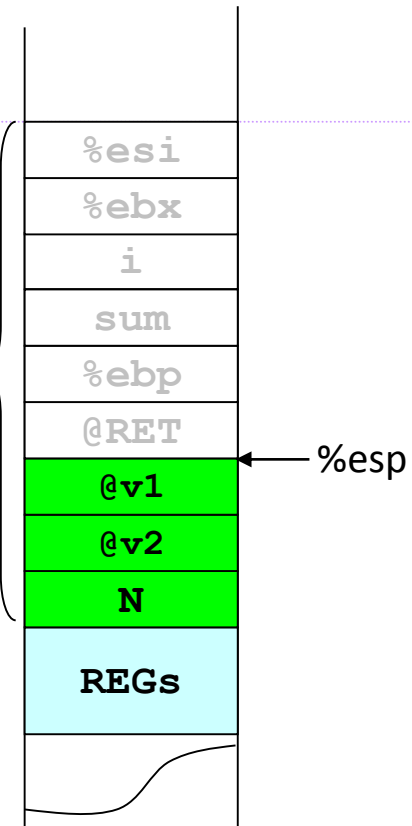 %esi
%ebx
i
sum
%ebp
@RET
%esp
@v1
@v2
N
REGs